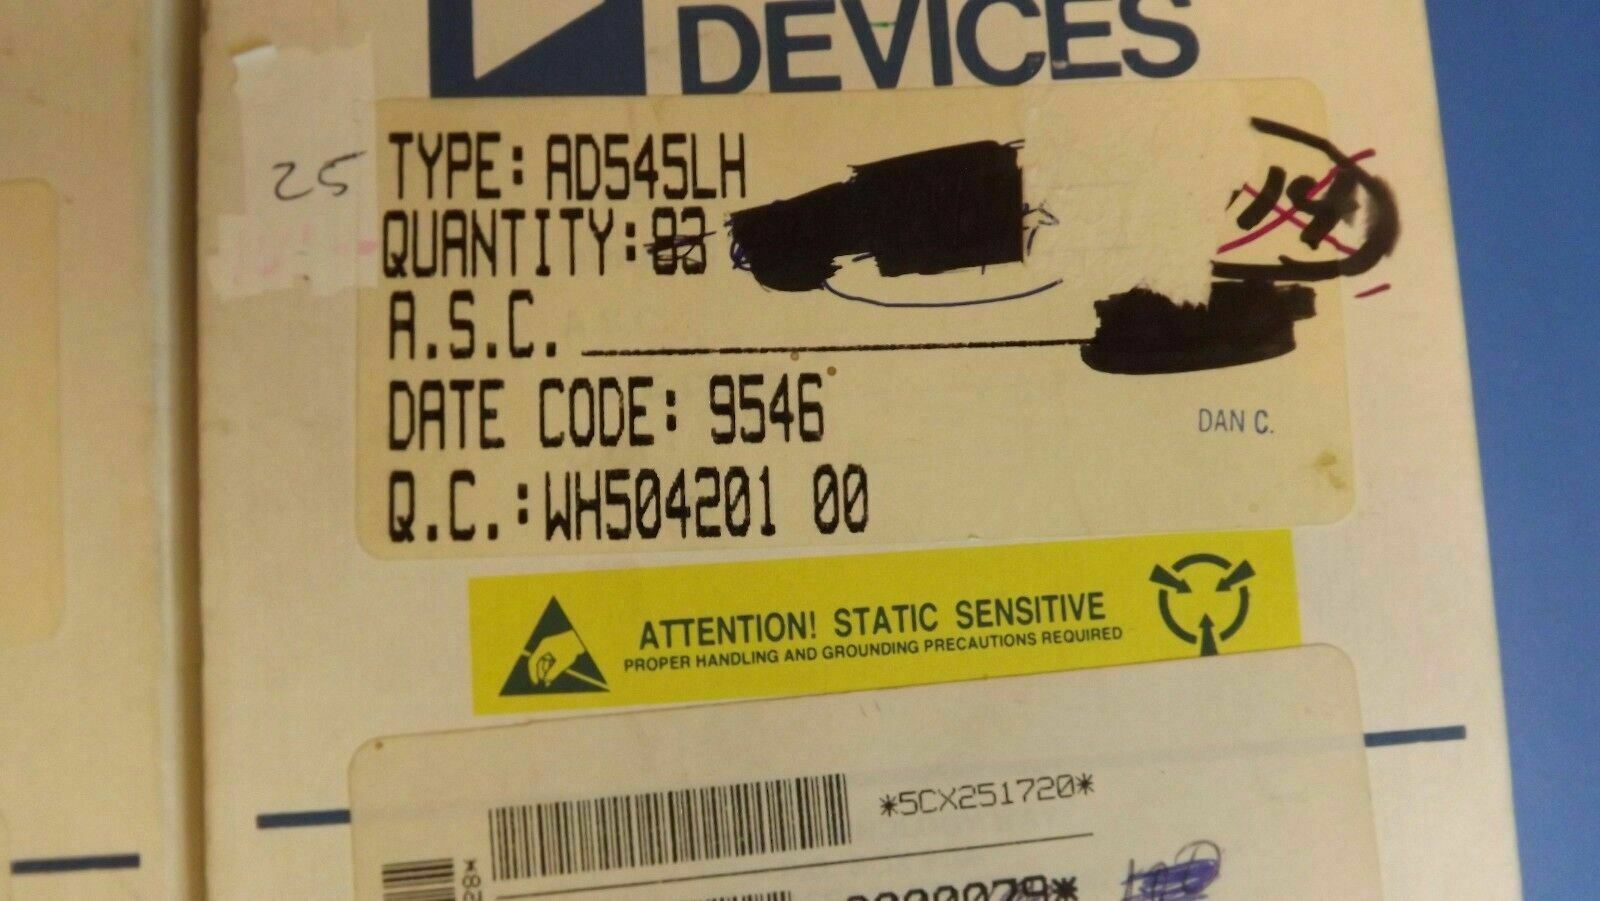 DEVICES
25
TYPE: AD545LH
QUANTITY: 83
A.S.C.
DATE CODE: 9546
DAN C.
Q.C.: WH504201 00
ATTENTION! STATIC SENSITIVE
PROPER HANDLING AND GROUNDING PRECAUTIONS REQUIRED
*5CX251720*